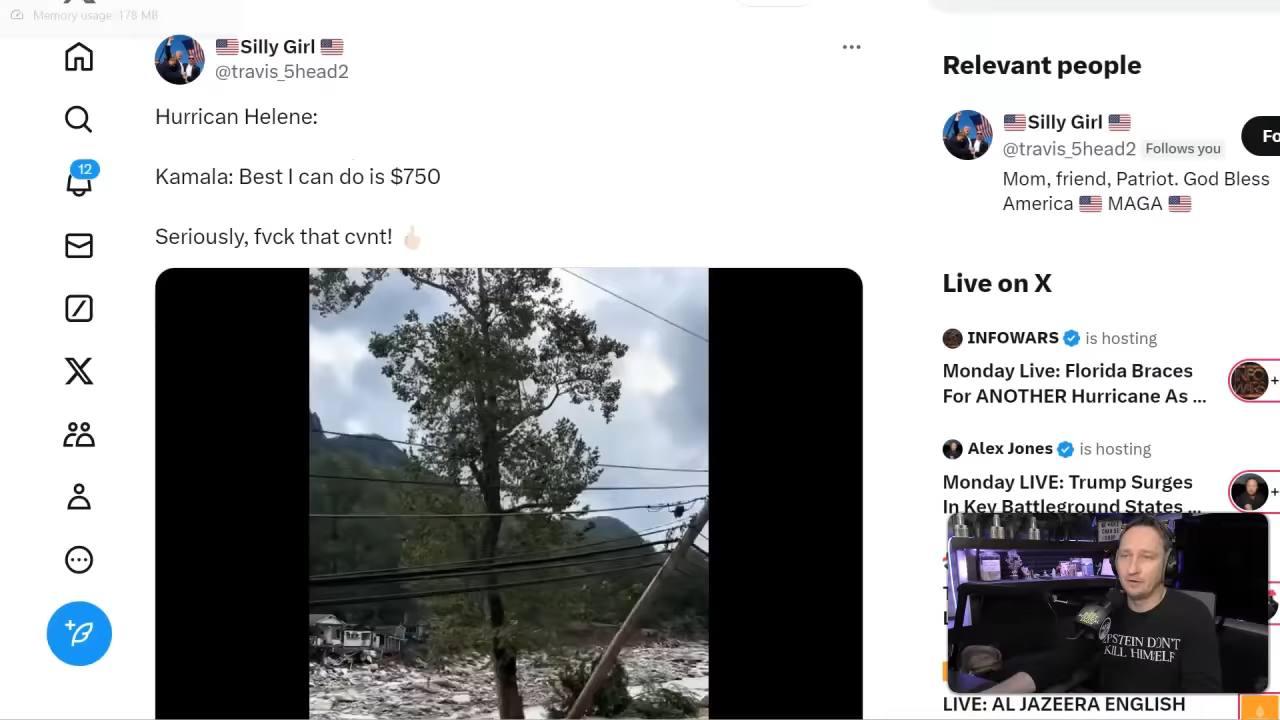 Memory usage: 178 MB
🇺🇸Silly Girl 🇺🇸
@travis_5head2
Hurrican Helene:
Kamala: Best I can do is $750
Seriously, fvck that cvnt! 🖕🏻
12
Relevant people
🇺🇸Silly Girl 🇺🇸
@travis_5head2 Follows you
Fo
Mom, friend, Patriot. God Bless
America 🇺🇸 MAGA 🇺🇸
Live on X
INFOWARS is hosting
Monday Live: Florida Braces
For ANOTHER Hurricane As ...
Alex Jones is hosting
Monday LIVE: Trump Surges
In Key Battleground States ...
EPSTEIN DON'T
KILL HIMSELF
LIVE: AL JAZEERA ENGLISH